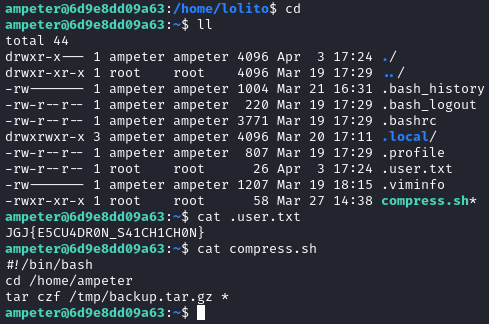 ampeter@6d9e8dd09a63:/home/lolito$ cd
ampeter@6d9e8dd09a63:~$ ll
total 44
drwxr-x--- 1 ampeter ampeter 4096 Apr  3 17:24 ./
drwxr-xr-x 1 root    root    4096 Mar 19 17:29 ../
-rw------- 1 ampeter ampeter 1004 Mar 21 16:31 .bash_history
-rw-r--r-- 1 ampeter ampeter  220 Mar 19 17:29 .bash_logout
-rw-r--r-- 1 ampeter ampeter 3771 Mar 19 17:29 .bashrc
drwxrwxr-x 3 ampeter ampeter 4096 Mar 20 17:11 .local/
-rw-r--r-- 1 ampeter ampeter  807 Mar 19 17:29 .profile
-rw-r--r-- 1 root    root      26 Apr  3 17:24 .user.txt
-rw------- 1 ampeter ampeter 1207 Mar 19 18:15 .viminfo
-rwxr-xr-x 1 root    root      58 Mar 27 14:38 compress.sh*
ampeter@6d9e8dd09a63:~$ cat .user.txt
JGJ{E5CU4DR0N_S41CH1CH0N}
ampeter@6d9e8dd09a63:~$ cat compress.sh
#!/bin/bash
cd /home/ampeter
tar czf /tmp/backup.tar.gz *
ampeter@6d9e8dd09a63:~$